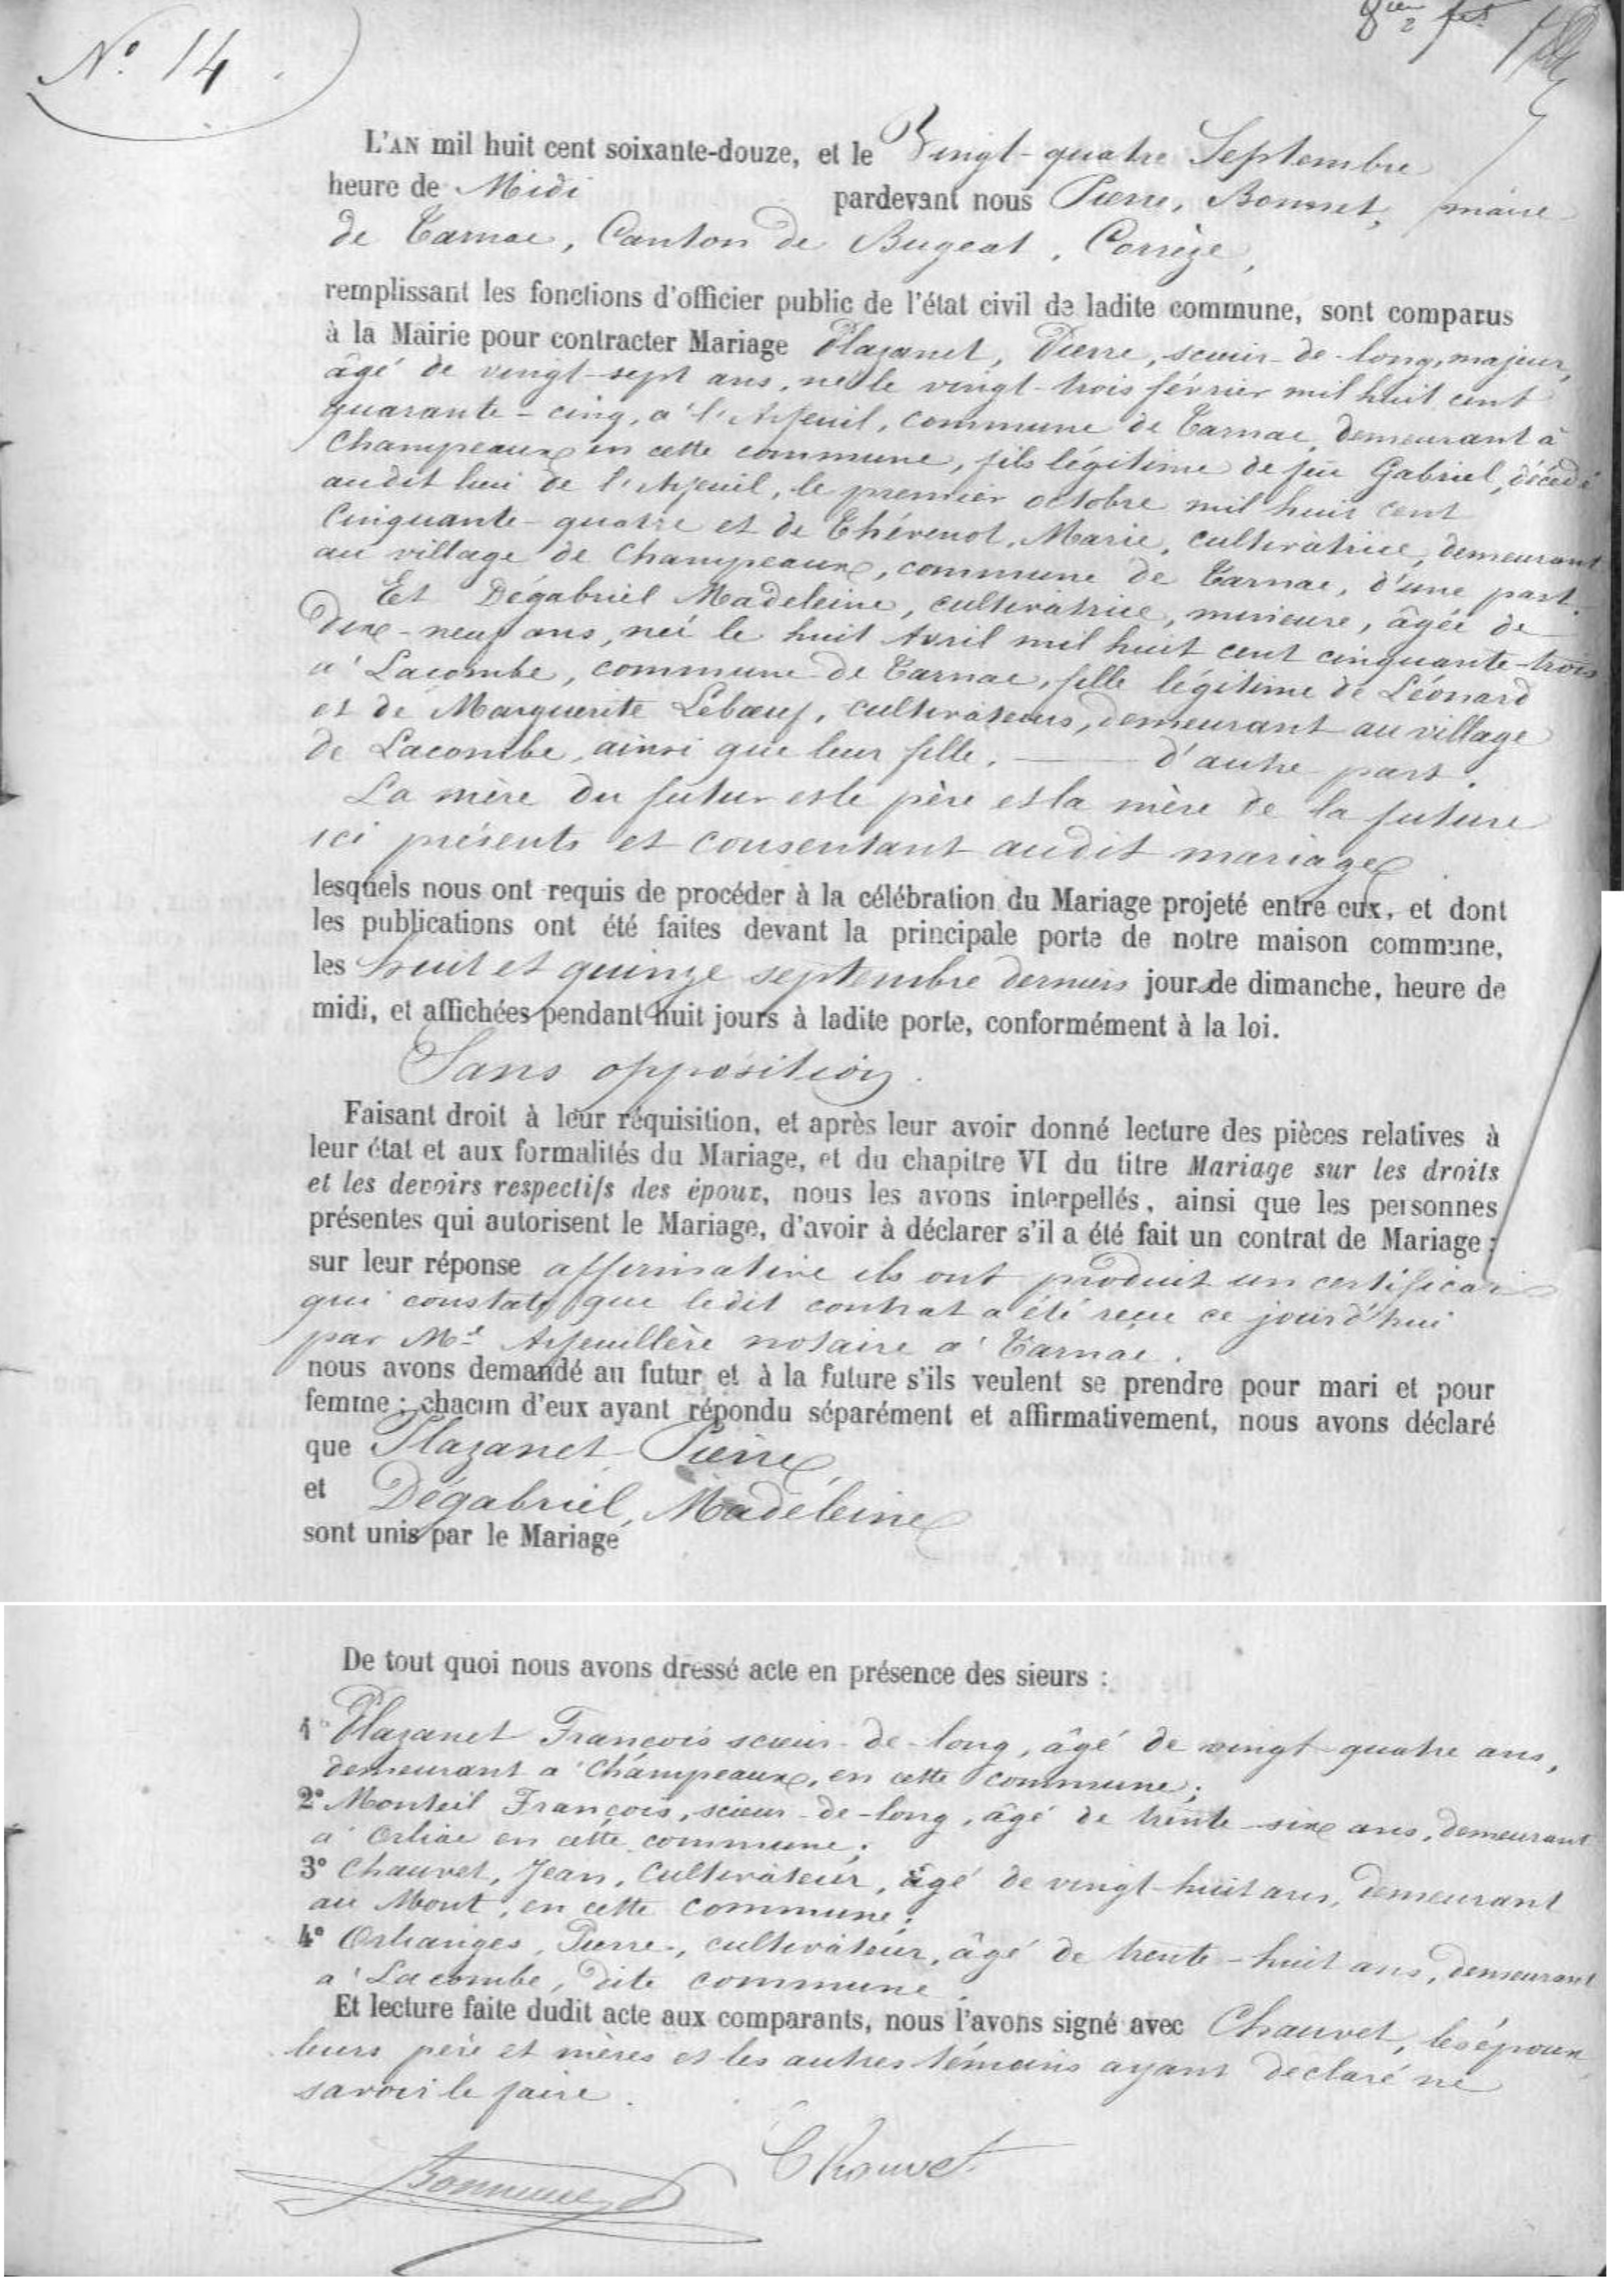 N° 14
L'AN mil huit cent soixante-douze, et le Vingt-quatre Septembre
heure de Midi pardevant nous Pierre, Bonnet, maire
de Tarnac, Canton de Bugeat, Corrèze,
remplissant les fonctions d'officier public de l'état civil de ladite commune, sont comparus
à la Mairie pour contracter Mariage Plazanet, Pierre, scieur-de-long, majeur,
âgé de vingt-sept ans, né le vingt-trois février mil huit cent
quarante-cinq, à l'Arfeuil, commune de Tarnac, demeurant à
Champeaux en cette commune, fils légitime de feu Gabriel, décédé
audit lieu de l'Arfeuil, le premier octobre mil huit cent
Cinquante-quatre et de Thévenot, Marie, cultivatrice, demeurant
au village de Champeaux, commune de Tarnac, d'une part.
Et Dégabriel Madeleine, cultivatrice, mineure, âgée de
Dix-neuf ans, née le huit Avril mil huit cent cinquante-trois
à Lacombe, commune de Tarnac, fille légitime de Léonard
et de Marguerite Lebœuf, cultivateurs, demeurant au village
de Lacombe, ainsi que leur fille. — d'autre part.
La mère du futur et le père et la mère de la future
ici présents et consentant audit mariage
lesquels nous ont requis de procéder à la célébration du Mariage projeté entre eux, et dont
les publications ont été faites devant la principale porte de notre maison commune,
les huit et quinze septembre derniers jours de dimanche, heure de
midi, et affichées pendant huit jours à ladite porte, conformément à la loi.
Sans opposition.
Faisant droit à leur réquisition, et après leur avoir donné lecture des pièces relatives à
leur état et aux formalités du Mariage, et du chapitre VI du titre Mariage sur les droits
et les devoirs respectifs des époux, nous les avons interpellés, ainsi que les personnes
présentes qui autorisent le Mariage, d'avoir à déclarer s'il a été fait un contrat de Mariage ;
sur leur réponse affirmative ils ont produit un certificat
qui constate que ledit contrat a été reçu ce jourd'hui
par Me Arfeuillère notaire à Tarnac.
nous avons demandé au futur et à la future s'ils veulent se prendre pour mari et pour
femme ; chacun d'eux ayant répondu séparément et affirmativement, nous avons déclaré
que Plazanet Pierre
et Dégabriel, Madeleine
sont unis par le Mariage
De tout quoi nous avons dressé acte en présence des sieurs :
1° Plazanet François scieur-de-long, âgé de vingt quatre ans,
demeurant à Champeaux, en cette commune;
2° Monteil François, scieur-de-long, âgé de trente-six ans, demeurant
à Orliac en cette commune;
3° Chauvet, Jean, Cultivateur, âgé de vingt-huit ans, demeurant
au Mont, en cette commune;
4° Orlianges, Pierre, cultivateur, âgé de trente-huit ans, demeurant
à Lacombe, dite commune.
Et lecture faite dudit acte aux comparants, nous l'avons signé avec Chauvet, les époux
leurs père et mères et les autres témoins ayant déclaré ne
savoir le faire.
Bonnet
Chauvet